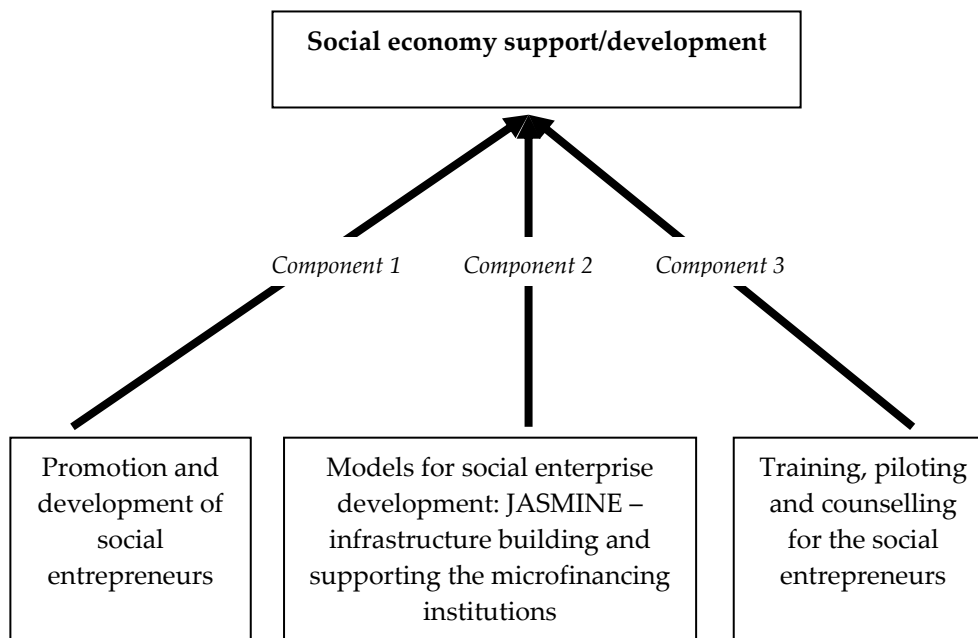 Social economy support/development
Component 1
Component 2
Component 3
Promotion and
development of
social
entrepreneurs
Models for social enterprise
development: JASMINE –
infrastructure building and
supporting the microfinancing
institutions
Training, piloting
and counselling
for the social
entrepreneurs